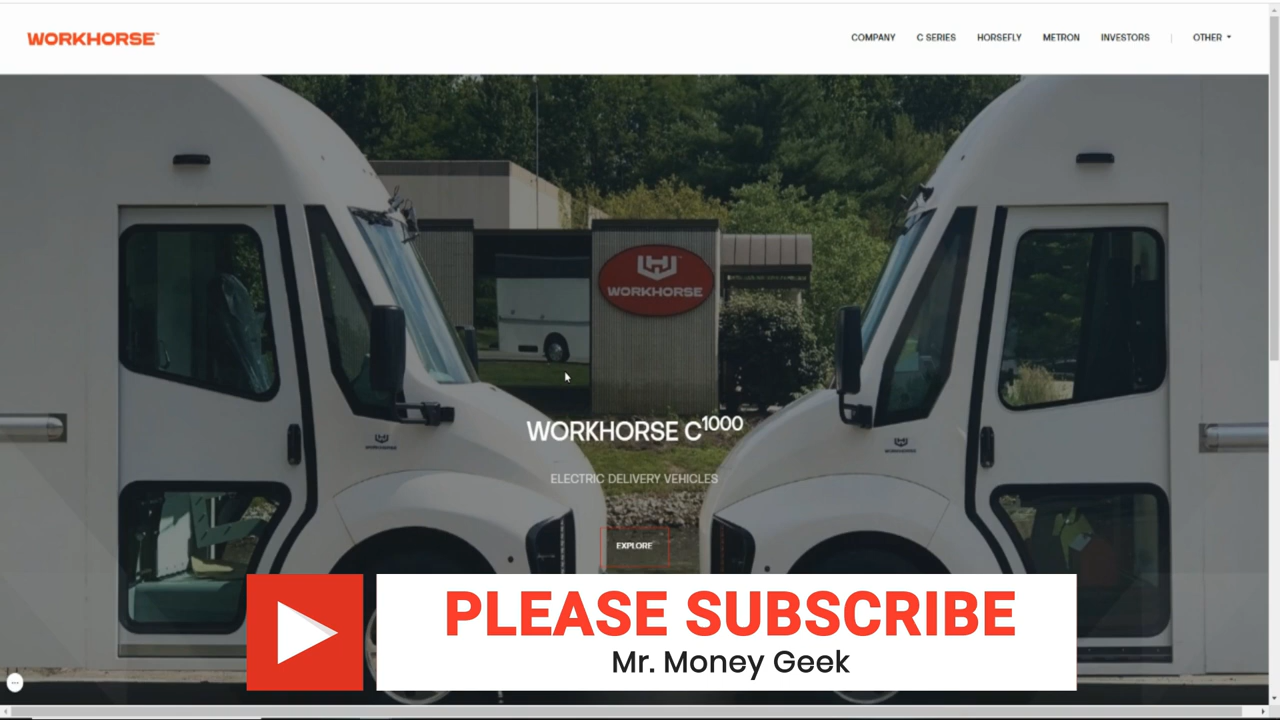 WORKHORSE
COMPANY C SERIES HORSEFLY METRON INVESTORS | OTHER
WORKHORSE
WORKHORSE C1000
ELECTRIC DELIVERY VEHICLES
EXPLORE
PLEASE SUBSCRIBE
Mr. Money Geek